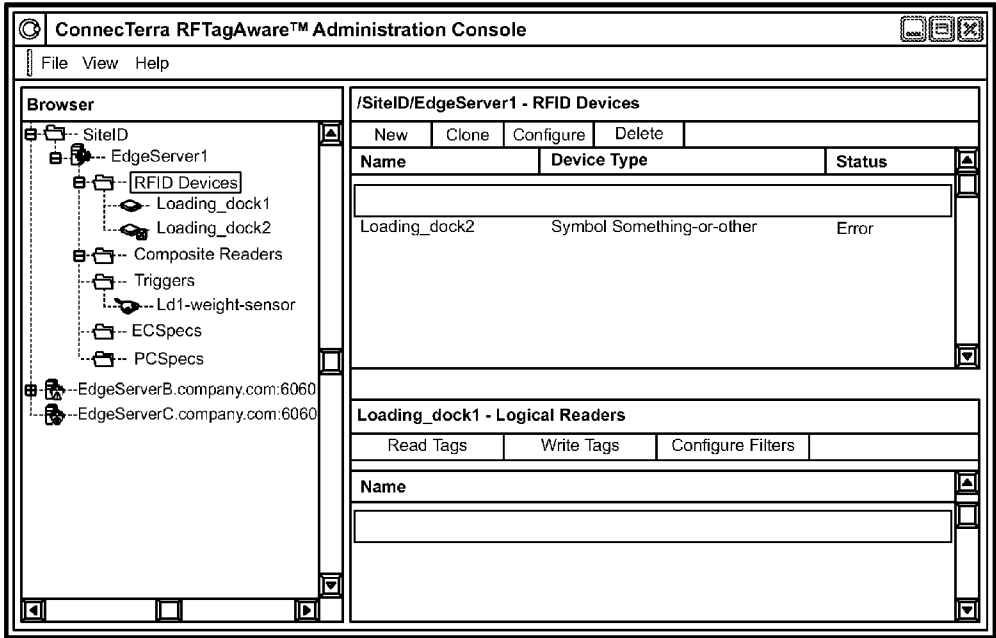 ConnecTerra RFTagAware™ Administration Console
File View Help
Browser
SiteID
EdgeServer1
RFID Devices
Loading_dock1
Loading_dock2
Composite Readers
Triggers
Ld1-weight-sensor
ECSpecs
PCSpecs
EdgeServerB.company.com:6060
EdgeServerC.company.com:6060
/SiteID/EdgeServer1 - RFID Devices
New Clone Configure Delete
Name Device Type Status
Loading_dock2 Symbol Something-or-other Error
Loading_dock1 - Logical Readers
Read Tags Write Tags Configure Filters
Name